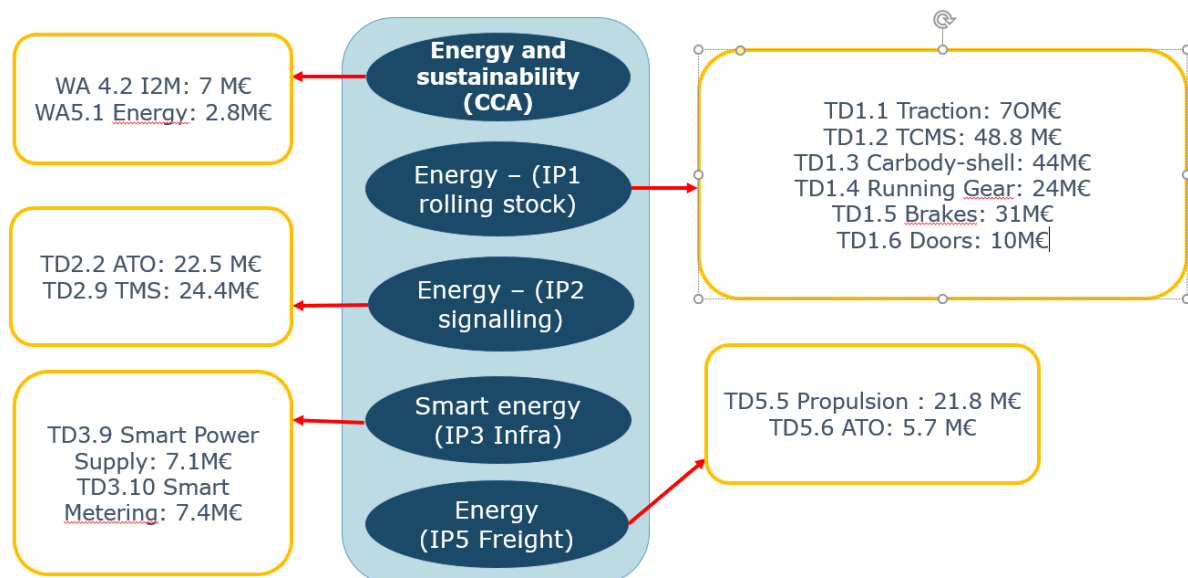 WA 4.2 I2M: 7 M€
WA5.1 Energy: 2.8M€
Energy and
sustainability
(CCA)
TD1.1 Traction: 7OM€
TD1.2 TCMS: 48.8 M€
TD1.3 Carbody-shell: 44M€
TD1.4 Running Gear: 24M€
TD1.5 Brakes: 31M€
TD1.6 Doors: 10M€
Energy – (IP1
rolling stock)
TD2.2 ATO: 22.5 M€
TD2.9 TMS: 24.4M€
Energy – (IP2
signalling)
TD3.9 Smart Power
Supply: 7.1M€
TD3.10 Smart
Metering: 7.4M€
Smart energy
(IP3 Infra)
TD5.5 Propulsion : 21.8 M€
TD5.6 ATO: 5.7 M€
Energy
(IP5 Freight)